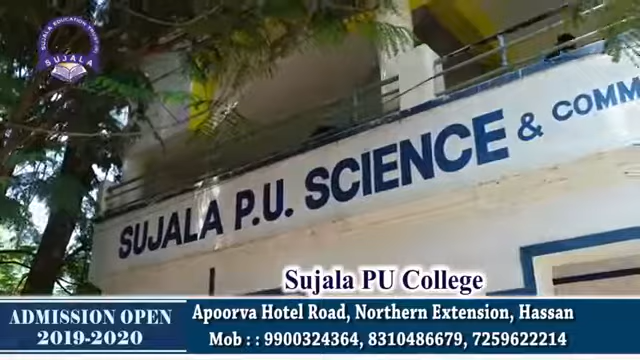 SUJALA
SUJALA P.U. SCIENCE & COMM
Sujala PU College
ADMISSION OPEN
2019-2020
Apoorva Hotel Road, Northern Extension, Hassan
Mob : : 9900324364, 8310486679, 7259622214